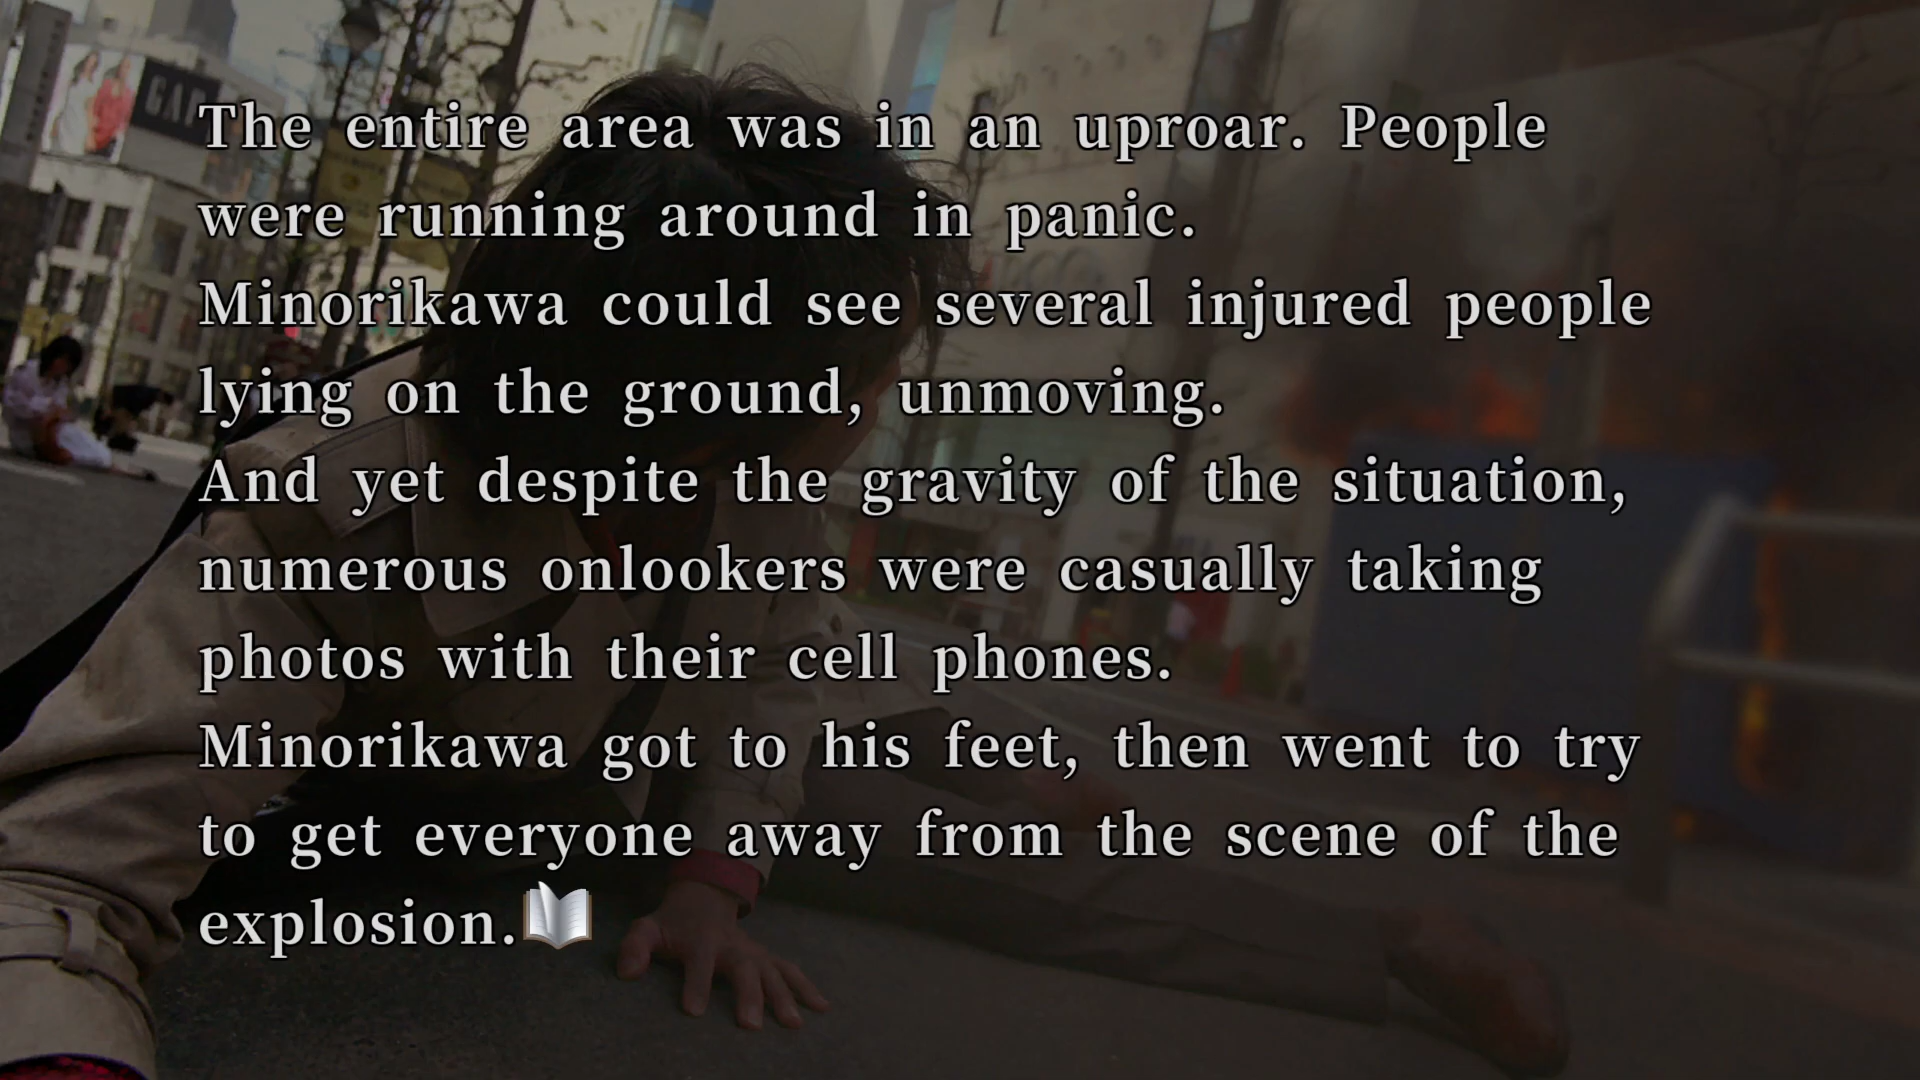 GAP
The entire area was in an uproar. People
were running around in panic.
Minorikawa could see several injured people
lying on the ground, unmoving.
And yet despite the gravity of the situation,
numerous onlookers were casually taking
photos with their cell phones.
Minorikawa got to his feet, then went to try
to get everyone away from the scene of the
explosion.